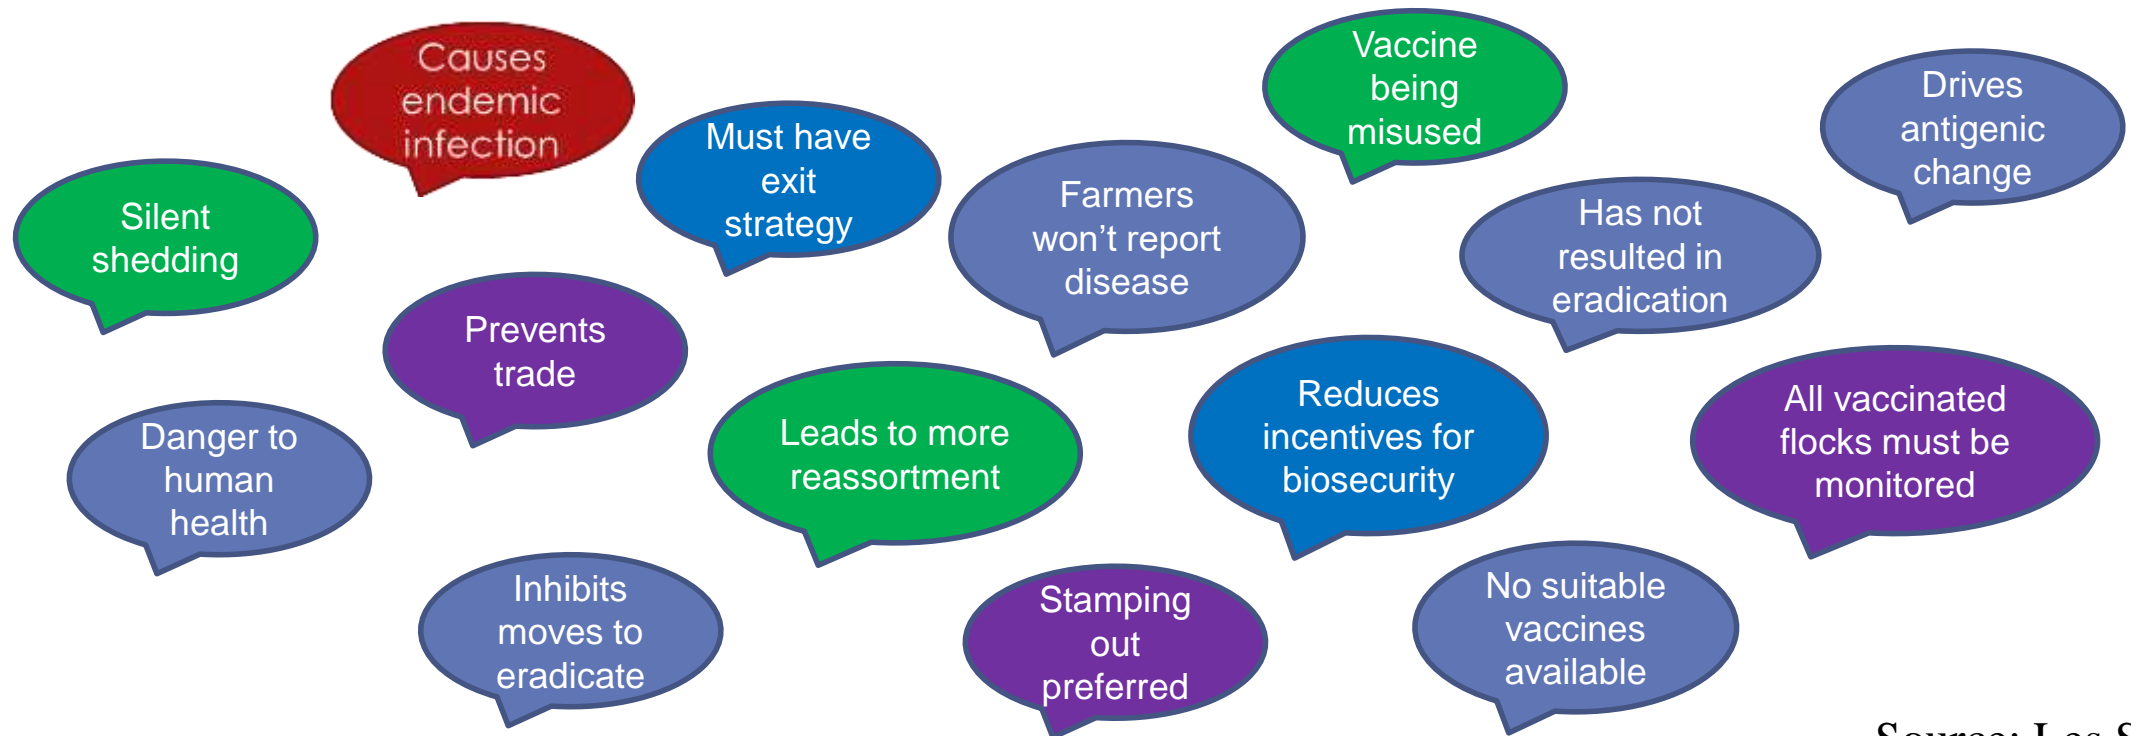 Causes
endemic
infection
Vaccine
being
misused
Drives
antigenic
change
Must have
exit
strategy
Silent
shedding
Farmers
won't report
disease
Has not
resulted in
eradication
Prevents
trade
Leads to more
reassortment
Reduces
incentives for
biosecurity
All vaccinated
flocks must be
monitored
Danger to
human
health
Inhibits
moves to
eradicate
Stamping
out
preferred
No suitable
vaccines
available
Source: Les S